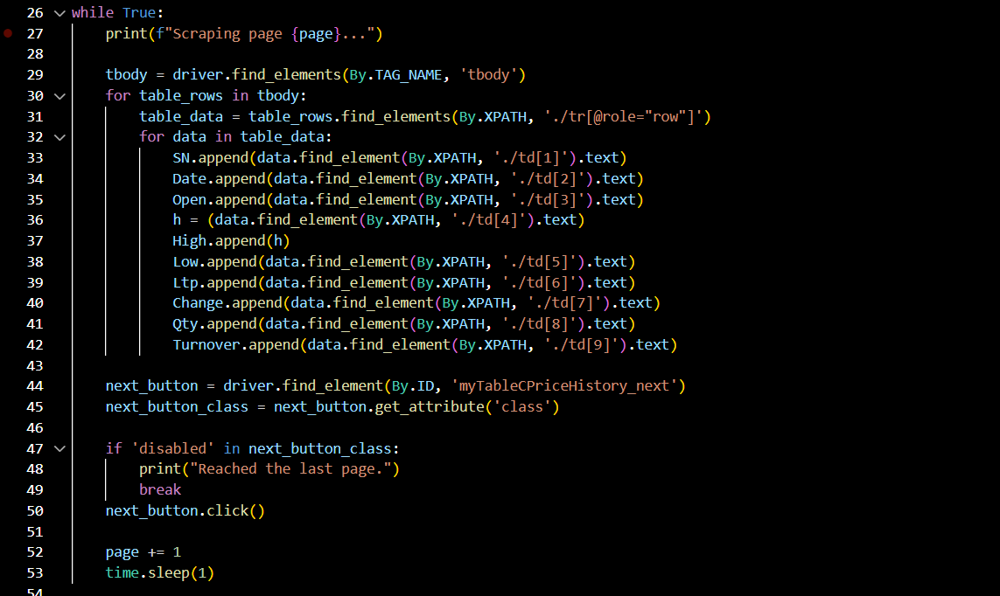 26 while True:
27     print(f"Scraping page {page}...")
28
29     tbody = driver.find_elements(By.TAG_NAME, 'tbody')
30     for table_rows in tbody:
31         table_data = table_rows.find_elements(By.XPATH, './tr[@role="row"]')
32         for data in table_data:
33             SN.append(data.find_element(By.XPATH, './td[1]').text)
34             Date.append(data.find_element(By.XPATH, './td[2]').text)
35             Open.append(data.find_element(By.XPATH, './td[3]').text)
36             h = (data.find_element(By.XPATH, './td[4]').text)
37             High.append(h)
38             Low.append(data.find_element(By.XPATH, './td[5]').text)
39             Ltp.append(data.find_element(By.XPATH, './td[6]').text)
40             Change.append(data.find_element(By.XPATH, './td[7]').text)
41             Qty.append(data.find_element(By.XPATH, './td[8]').text)
42             Turnover.append(data.find_element(By.XPATH, './td[9]').text)
43
44     next_button = driver.find_element(By.ID, 'myTableCPriceHistory_next')
45     next_button_class = next_button.get_attribute('class')
46
47     if 'disabled' in next_button_class:
48         print("Reached the last page.")
49         break
50     next_button.click()
51
52     page += 1
53     time.sleep(1)
54